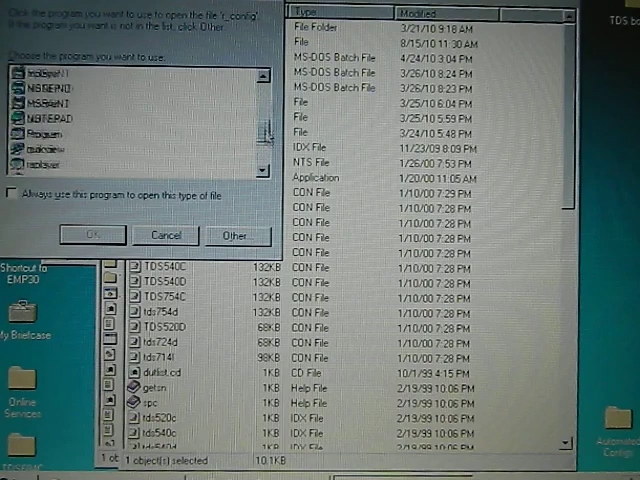 Click the program you want to use to open the file 'r_config'.
If the program you want is not in the list, click Other.
Choose the program you want to use:
NOTEPAD
Program
Always use this program to open this type of file
OK
Cancel
Other...
Type Modified
File Folder 3/21/10 9:18 AM
File 8/15/10 11:30 AM
MS-DOS Batch File 4/24/10 3:04 PM
MS-DOS Batch File 3/26/10 8:24 PM
MS-DOS Batch File 3/26/10 8:23 PM
File 3/25/10 6:04 PM
File 3/25/10 5:59 PM
File 3/24/10 5:48 PM
IDX File 11/23/09 8:09 PM
NTS File 1/26/00 7:53 PM
Application 1/20/00 11:05 AM
CON File 1/10/00 7:29 PM
CON File 1/10/00 7:28 PM
CON File 1/10/00 7:28 PM
CON File 1/10/00 7:28 PM
CON File 1/10/00 7:28 PM
TDS540C 132KB CON File 1/10/00 7:28 PM
TDS540D 132KB CON File 1/10/00 7:28 PM
TDS754C 132KB CON File 1/10/00 7:28 PM
tds754d 132KB CON File 1/10/00 7:28 PM
TDS520D 68KB CON File 1/10/00 7:28 PM
tds724d 68KB CON File 1/10/00 7:28 PM
tds714l 98KB CON File 1/10/00 7:28 PM
dutlist.cd 1KB CD File 10/1/99 4:15 PM
getsn 1KB Help File 2/19/99 10:06 PM
spc 1KB Help File 2/19/99 10:06 PM
tds520c 1KB IDX File 2/19/99 10:06 PM
tds540c 1KB IDX File 2/19/99 10:06 PM
1KB IDX File 2/19/99 10:06 PM
1 ob
1 object(s) selected 10.1KB
Shortcut to
EMP30
My Briefcase
Online
Services
TDS bo
Automated
Configs